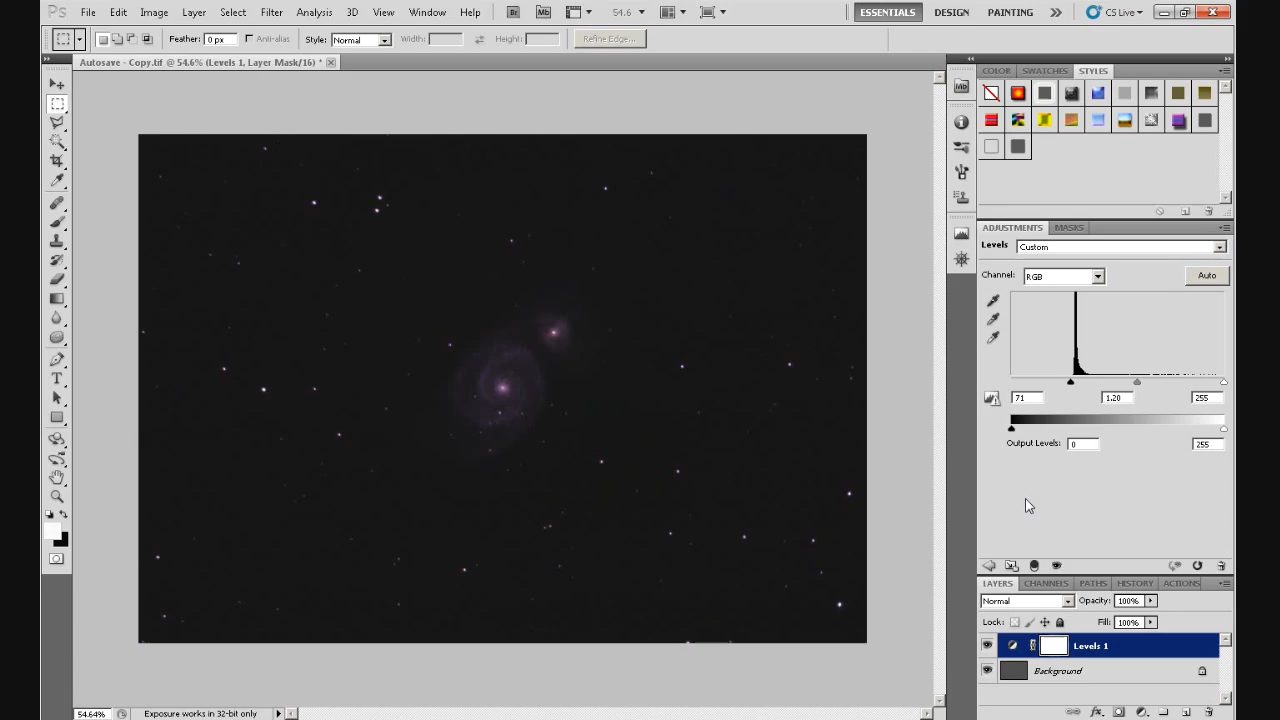 Ps File Edit Image Layer Select Filter Analysis 3D View Window Help Br Mb 54.6 ESSENTIALS DESIGN PAINTING CS Live
Feather: 0 px Anti-alias Style: Normal Width: Height: Refine Edge...
Autosave - Copy.tif @ 54.6% (Levels 1, Layer Mask/16) *
Mb
COLOR SWATCHES STYLES
ADJUSTMENTS MASKS
Levels Custom
Channel: RGB Auto
71 1.20 255
Output Levels: 0 255
LAYERS CHANNELS PATHS HISTORY ACTIONS
Normal Opacity: 100%
Lock: Fill: 100%
Levels 1
Background
54.64% Exposure works in 32-bit only
fx